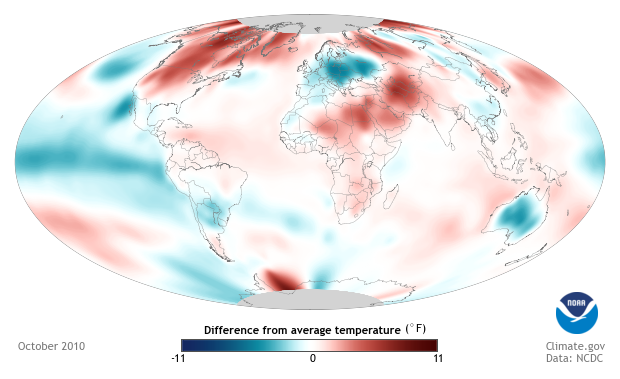 Difference from average temperature (°F)
-11 0 11
October 2010
NOAA
Climate.gov
Data: NCDC